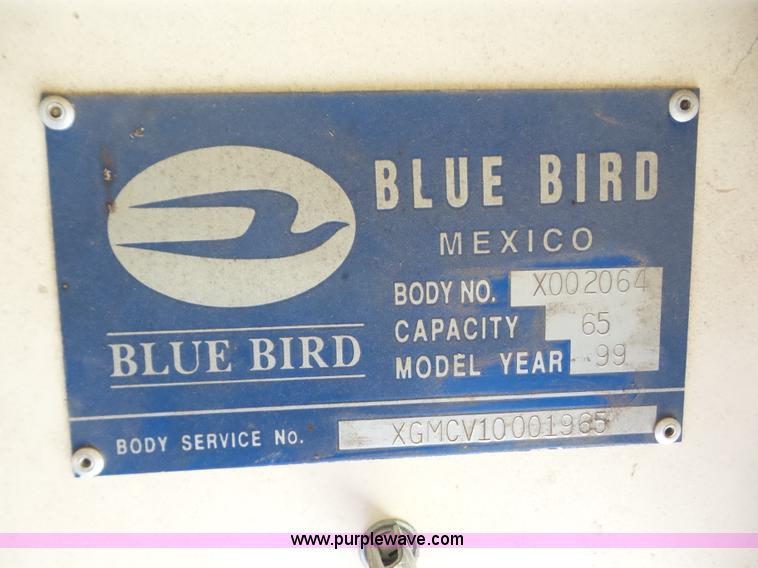 BLUE BIRD
MEXICO
BODY NO. X002064
CAPACITY 65
MODEL YEAR 99
BLUE BIRD
BODY SERVICE No. XGMCV10001965
www.purplewave.com